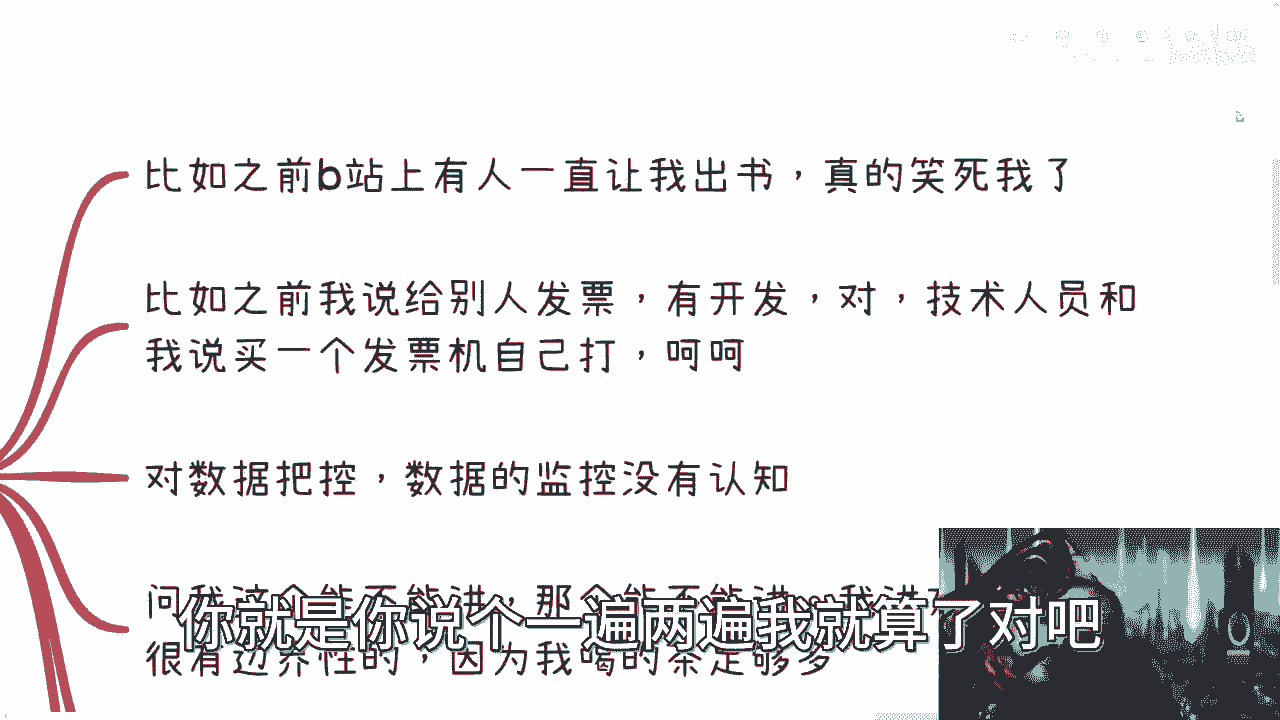 比如之前b站上有人一直让我出书，真的笑死我了
比如之前我说给别人发票，有开发，对，技术人员和
我说买一个发票机自己打，呵呵
对数据把控，数据的监控没有认知
问我这个能不能讲，那个能不能讲，我讲
你就是你说个一遍两遍我就算了对吧
很有边界性的，因为我喝的茶足够多